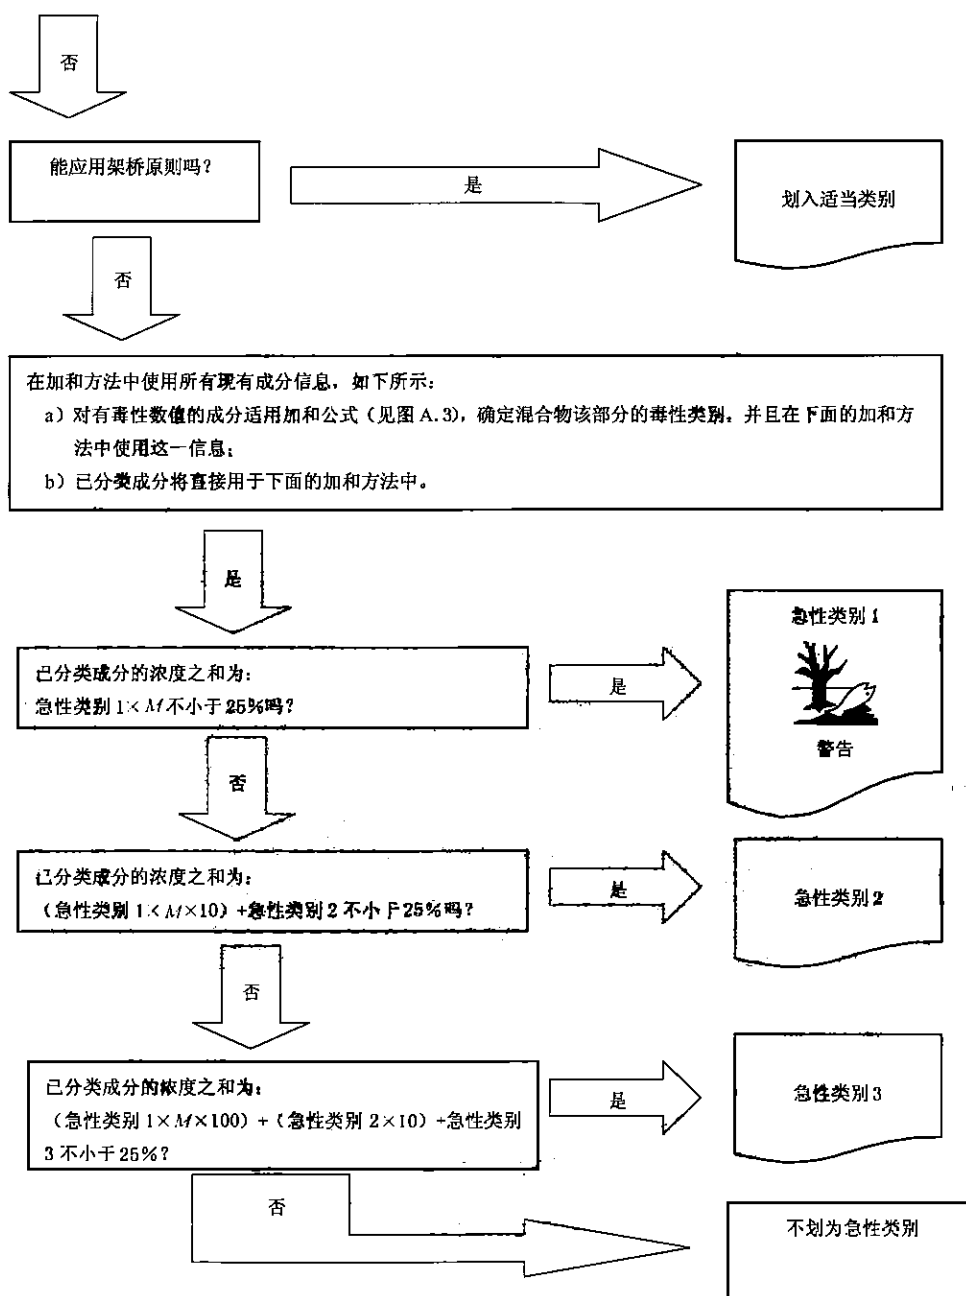 否
能应用架桥原则吗?
是
划入适当类别
否
在加和方法中使用所有现有成分信息,如下所示:
a)对有毒性数值的成分适用加和公式(见图 A.3),确定混合物该部分的毒性类别。并且在下面的加和方
法中使用这一信息;
b)已分类成分将直接用于下面的加和方法中。
是
已分类成分的浓度之和为:
急性类别 1×M 不小于 25%吗?
是
急性类别 1
警告
否
已分类成分的浓度之和为:
(急性类别 1×M×10)+急性类别 2 不小于 25%吗?
是
急性类别 2
否
已分类成分的浓度之和为:
(急性类别 1×M×100)+(急性类别 2×10)+急性类别
3 不小于 25%?
是
急性类别 3
否
不划为急性类别